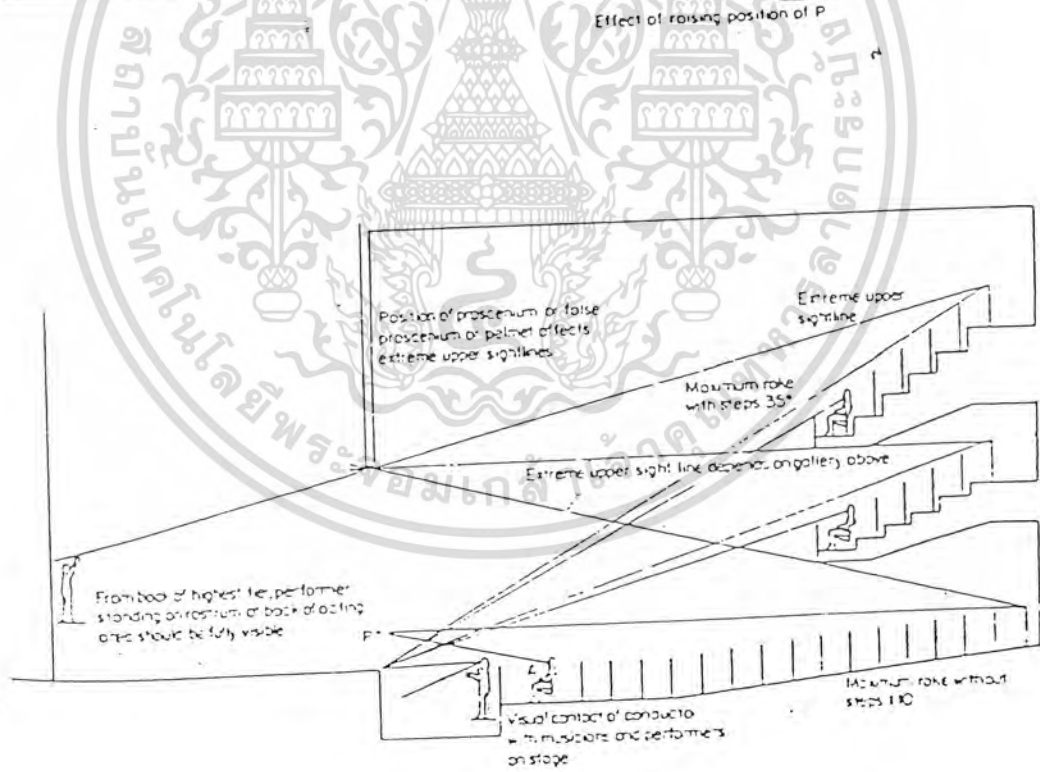 Effect of raising position of P
Position of proscenium or false
proscenium or pelmet effects
extreme upper sightlines
Extreme upper
sightline
Maximum rake
with steps 35°
Extreme upper sight line depends on gallery above
From back of highest tier, performer
standing on rostrum at back of acting
area should be fully visible
P
Maximum rake without
steps 1:10
Visual contact of conductor
with musicians and performers
on stage